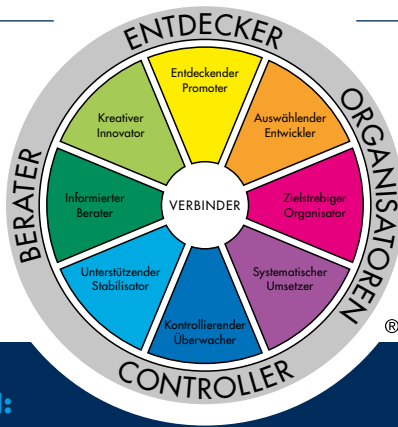 ENTDECKER
Entdeckender
Promoter
Kreativer
Innovator
Auswählender
Entwickler
ORGANISATOREN
BERATER
Informierter
Berater
VERBINDER
Zielstrebiger
Organisator
Unterstützender
Stabilisator
Systematischer
Umsetzer
Kontrollierender
Überwacher
®
CONTROLLER